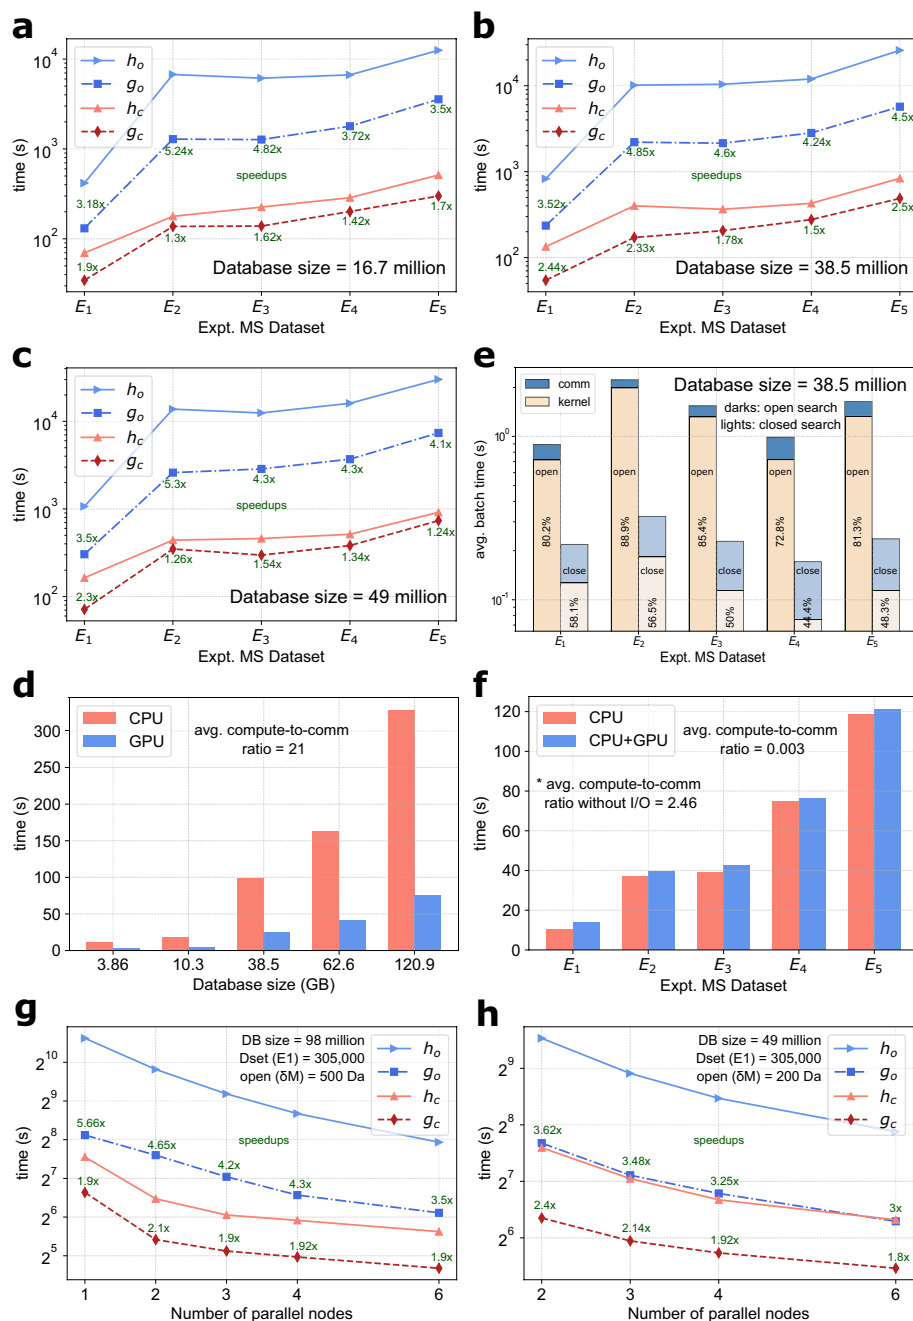 a
10^4
10^3
10^2
time (s)
h_o
g_o
h_c
g_c
3.18x
5.24x
4.82x
3.72x
3.5x
speedups
1.9x
1.3x
1.62x
1.42x
1.7x
Database size = 16.7 million
E_1 E_2 E_3 E_4 E_5
Expt. MS Dataset
b
10^4
10^3
10^2
time (s)
h_o
g_o
h_c
g_c
3.52x
4.85x
4.6x
4.24x
4.5x
speedups
2.44x
2.33x
1.78x
1.5x
2.5x
Database size = 38.5 million
E_1 E_2 E_3 E_4 E_5
Expt. MS Dataset
c
10^4
10^3
10^2
time (s)
h_o
g_o
h_c
g_c
3.5x
5.3x
4.3x
4.3x
4.1x
speedups
2.3x
1.26x
1.54x
1.34x
1.24x
Database size = 49 million
E_1 E_2 E_3 E_4 E_5
Expt. MS Dataset
e
10^0
10^-1
avg. batch time (s)
comm
kernel
Database size = 38.5 million
darks: open search
lights: closed search
open
80.2%
close
58.1%
open
88.9%
close
56.5%
open
85.4%
close
50%
open
72.8%
close
44.4%
open
81.3%
close
48.3%
E_1 E_2 E_3 E_4 E_5
Expt. MS Dataset
d
300
250
200
150
100
50
0
time (s)
CPU
GPU
avg. compute-to-comm
ratio = 21
3.86 10.3 38.5 62.6 120.9
Database size (GB)
f
120
100
80
60
40
20
0
time (s)
CPU
CPU+GPU
avg. compute-to-comm
ratio = 0.003
* avg. compute-to-comm
ratio without I/O = 2.46
E_1 E_2 E_3 E_4 E_5
Expt. MS Dataset
g
2^10
2^9
2^8
2^7
2^6
2^5
time (s)
DB size = 98 million
Dset (E1) = 305,000
open (δM) = 500 Da
h_o
g_o
h_c
g_c
5.66x
4.65x
4.2x
4.3x
3.5x
speedups
1.9x
2.1x
1.9x
1.92x
1.9x
1 2 3 4 6
Number of parallel nodes
h
2^9
2^8
2^7
2^6
time (s)
DB size = 49 million
Dset (E1) = 305,000
open (δM) = 200 Da
h_o
g_o
h_c
g_c
3.62x
3.48x
3.25x
3x
speedups
2.4x
2.14x
1.92x
1.8x
2 3 4 6
Number of parallel nodes